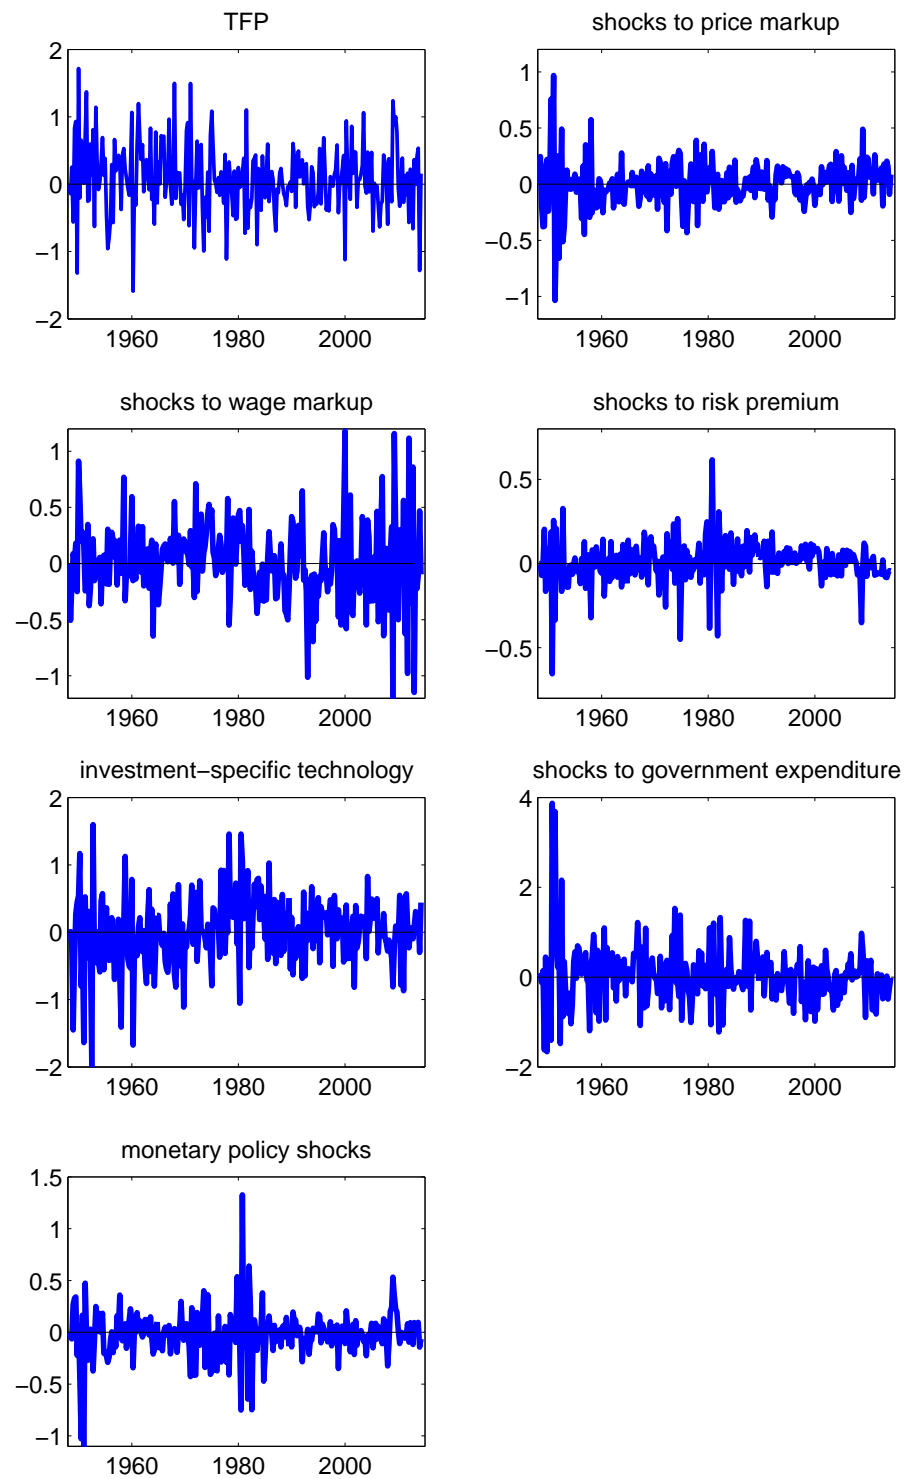 TFP
2
1
0
−1
−2
1960 1980 2000
shocks to price markup
1
0.5
0
−0.5
−1
1960 1980 2000
shocks to wage markup
1
0.5
0
−0.5
−1
1960 1980 2000
shocks to risk premium
0.5
0
−0.5
1960 1980 2000
investment−specific technology
2
1
0
−1
−2
1960 1980 2000
shocks to government expenditure
4
2
0
−2
1960 1980 2000
monetary policy shocks
1.5
1
0.5
0
−0.5
−1
1960 1980 2000